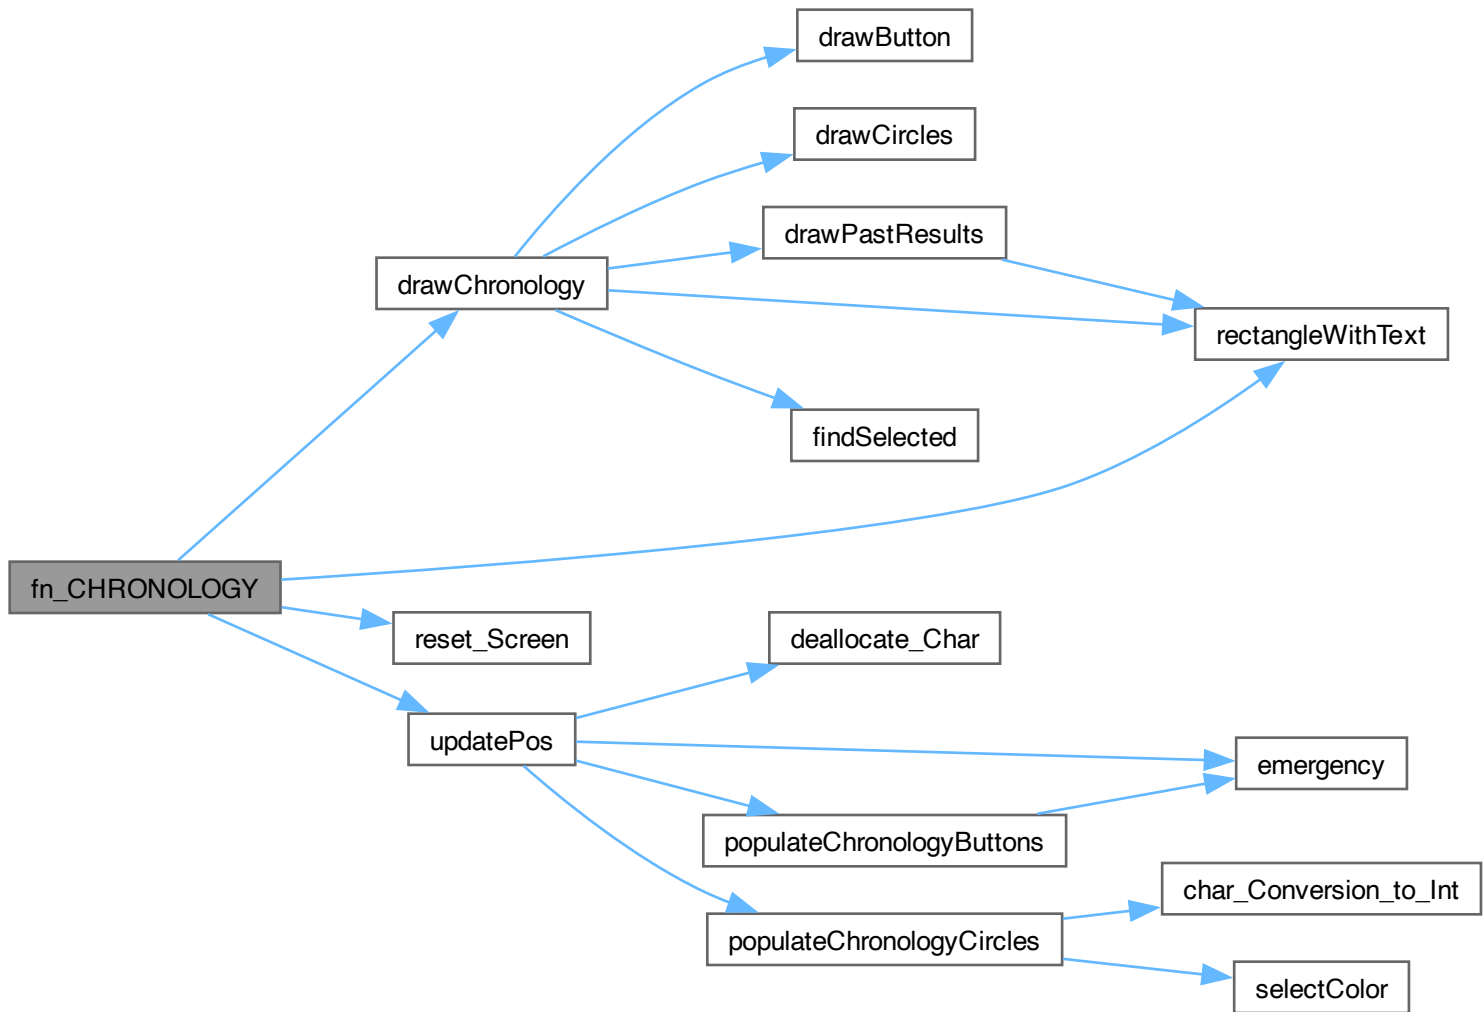 drawButton
drawCircles
drawPastResults
drawChronology
rectangleWithText
findSelected
fn_CHRONOLOGY
reset_Screen
deallocate_Char
updatePos
emergency
populateChronologyButtons
char_Conversion_to_Int
populateChronologyCircles
selectColor